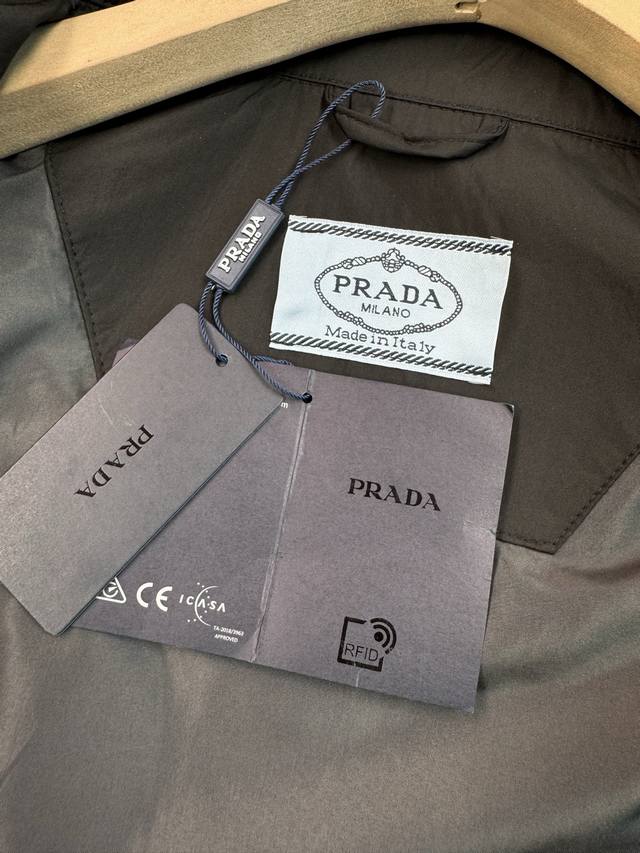 PRADA
MILANO
PRADA
MILANO
Made in Italy
m
PRADA
PRADA
CE
ICASA
TA-2018/3963
APPROVED
RFID